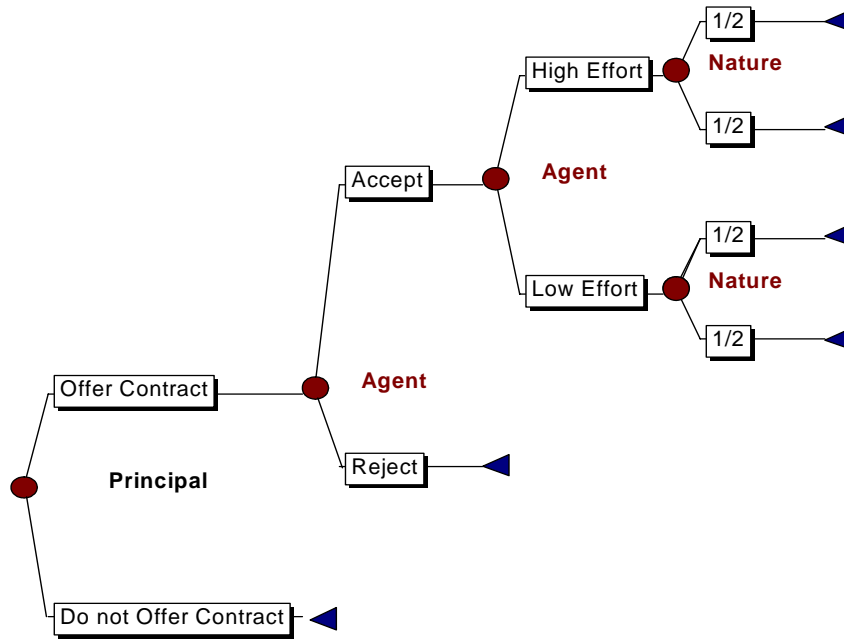 1/2
Nature
High Effort
1/2
Accept
Agent
1/2
Nature
Low Effort
1/2
Offer Contract
Agent
Reject
Principal
Do not Offer Contract